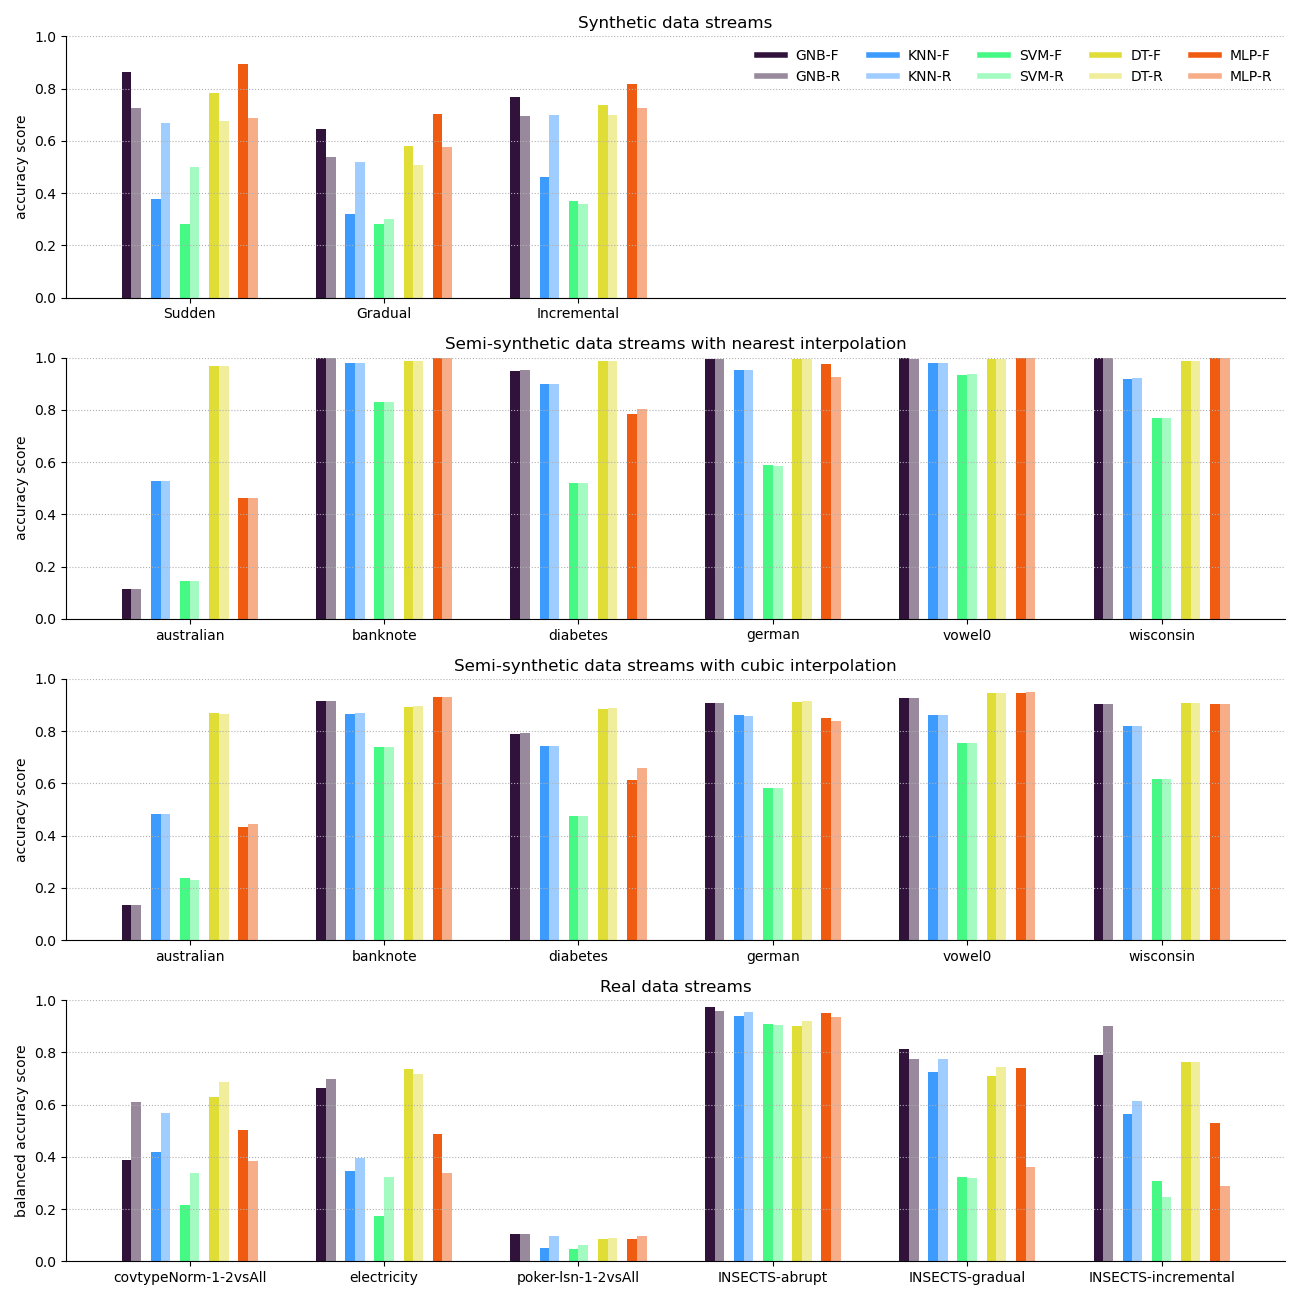 Synthetic data streams
accuracy score
1.0
0.8
0.6
0.4
0.2
0.0
GNB-F KNN-F SVM-F DT-F MLP-F
GNB-R KNN-R SVM-R DT-R MLP-R
Sudden Gradual Incremental
Semi-synthetic data streams with nearest interpolation
accuracy score
1.0
0.8
0.6
0.4
0.2
0.0
australian banknote diabetes german vowel0 wisconsin
Semi-synthetic data streams with cubic interpolation
accuracy score
1.0
0.8
0.6
0.4
0.2
0.0
australian banknote diabetes german vowel0 wisconsin
Real data streams
balanced accuracy score
1.0
0.8
0.6
0.4
0.2
0.0
covtypeNorm-1-2vsAll electricity poker-lsn-1-2vsAll INSECTS-abrupt INSECTS-gradual INSECTS-incremental